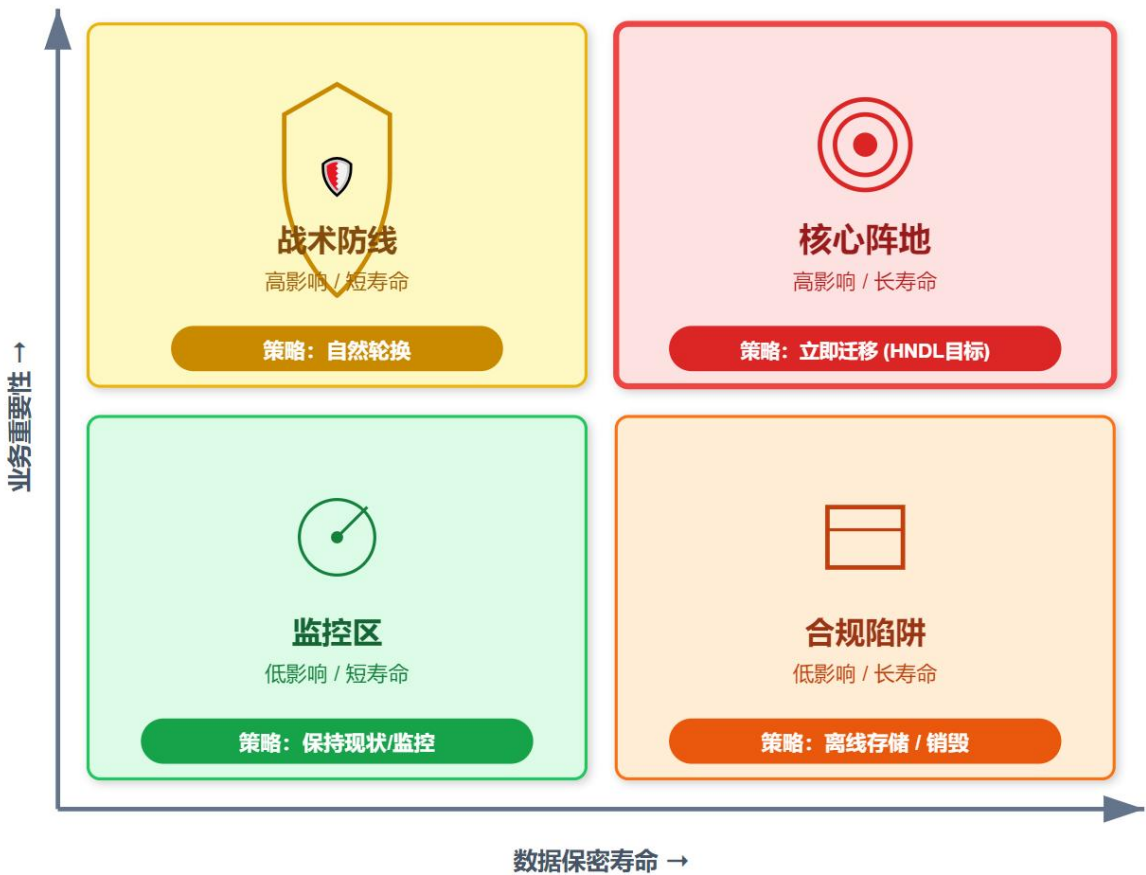 战术防线
高影响 / 短寿命
策略：自然轮换
核心阵地
高影响 / 长寿命
策略：立即迁移 (HNDL目标)
业务重要性 →
监控区
低影响 / 短寿命
策略：保持现状/监控
合规陷阱
低影响 / 长寿命
策略：离线存储 / 销毁
数据保密寿命 →